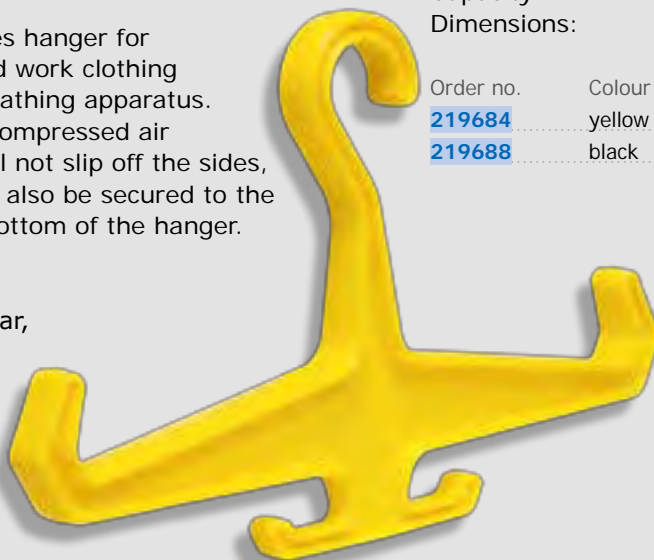 es hanger for
d work clothing
athing apparatus.
ompressed air
l not slip off the sides,
also be secured to the
ottom of the hanger.
ar,
Dimensions:
Order no. Colour
219684 yellow
219688 black